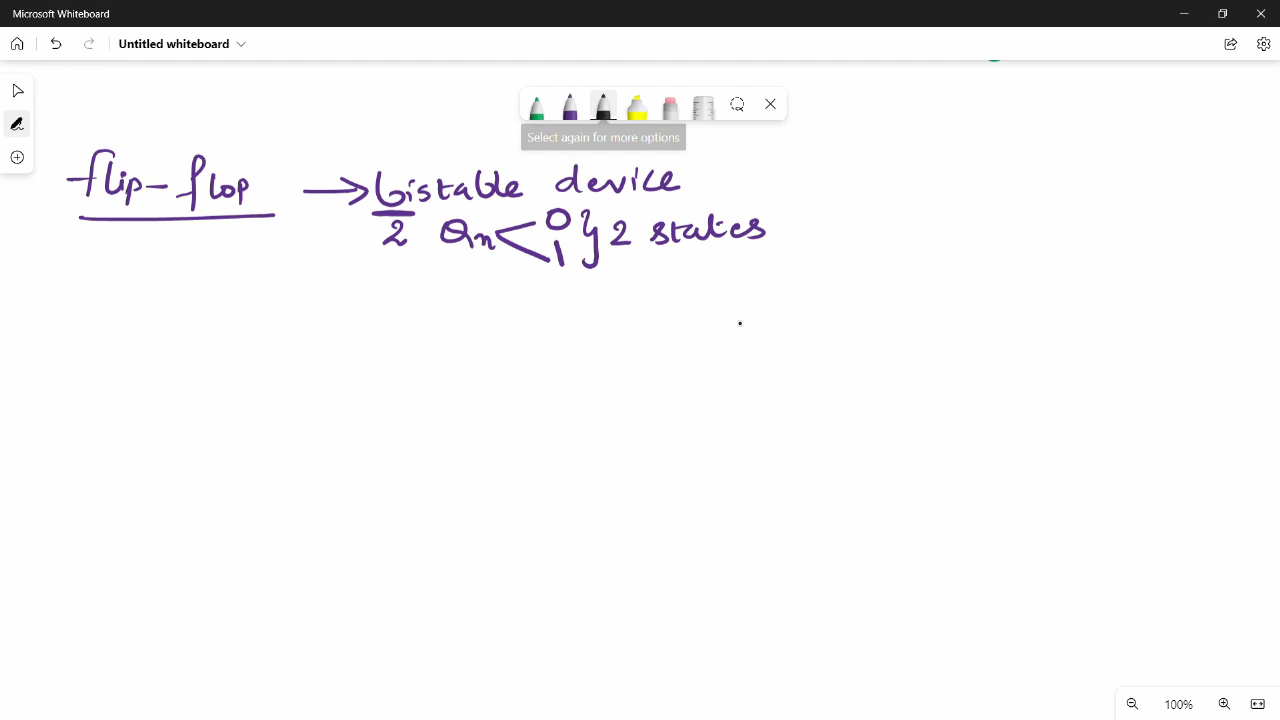 Microsoft Whiteboard
Untitled whiteboard
Select again for more options
flip-flop → bistable device
2 Qn < 0 1 } 2 states
100%